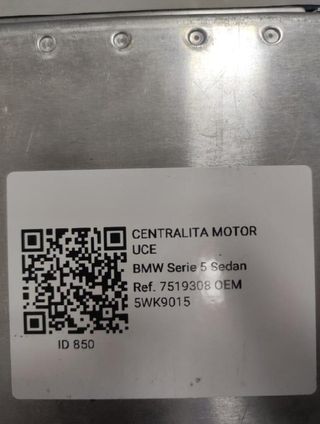 CENTRALITA MOTOR
UCE
BMW Serie 5 Sedan
Ref. 7519308 OEM
5WK9015
ID 850